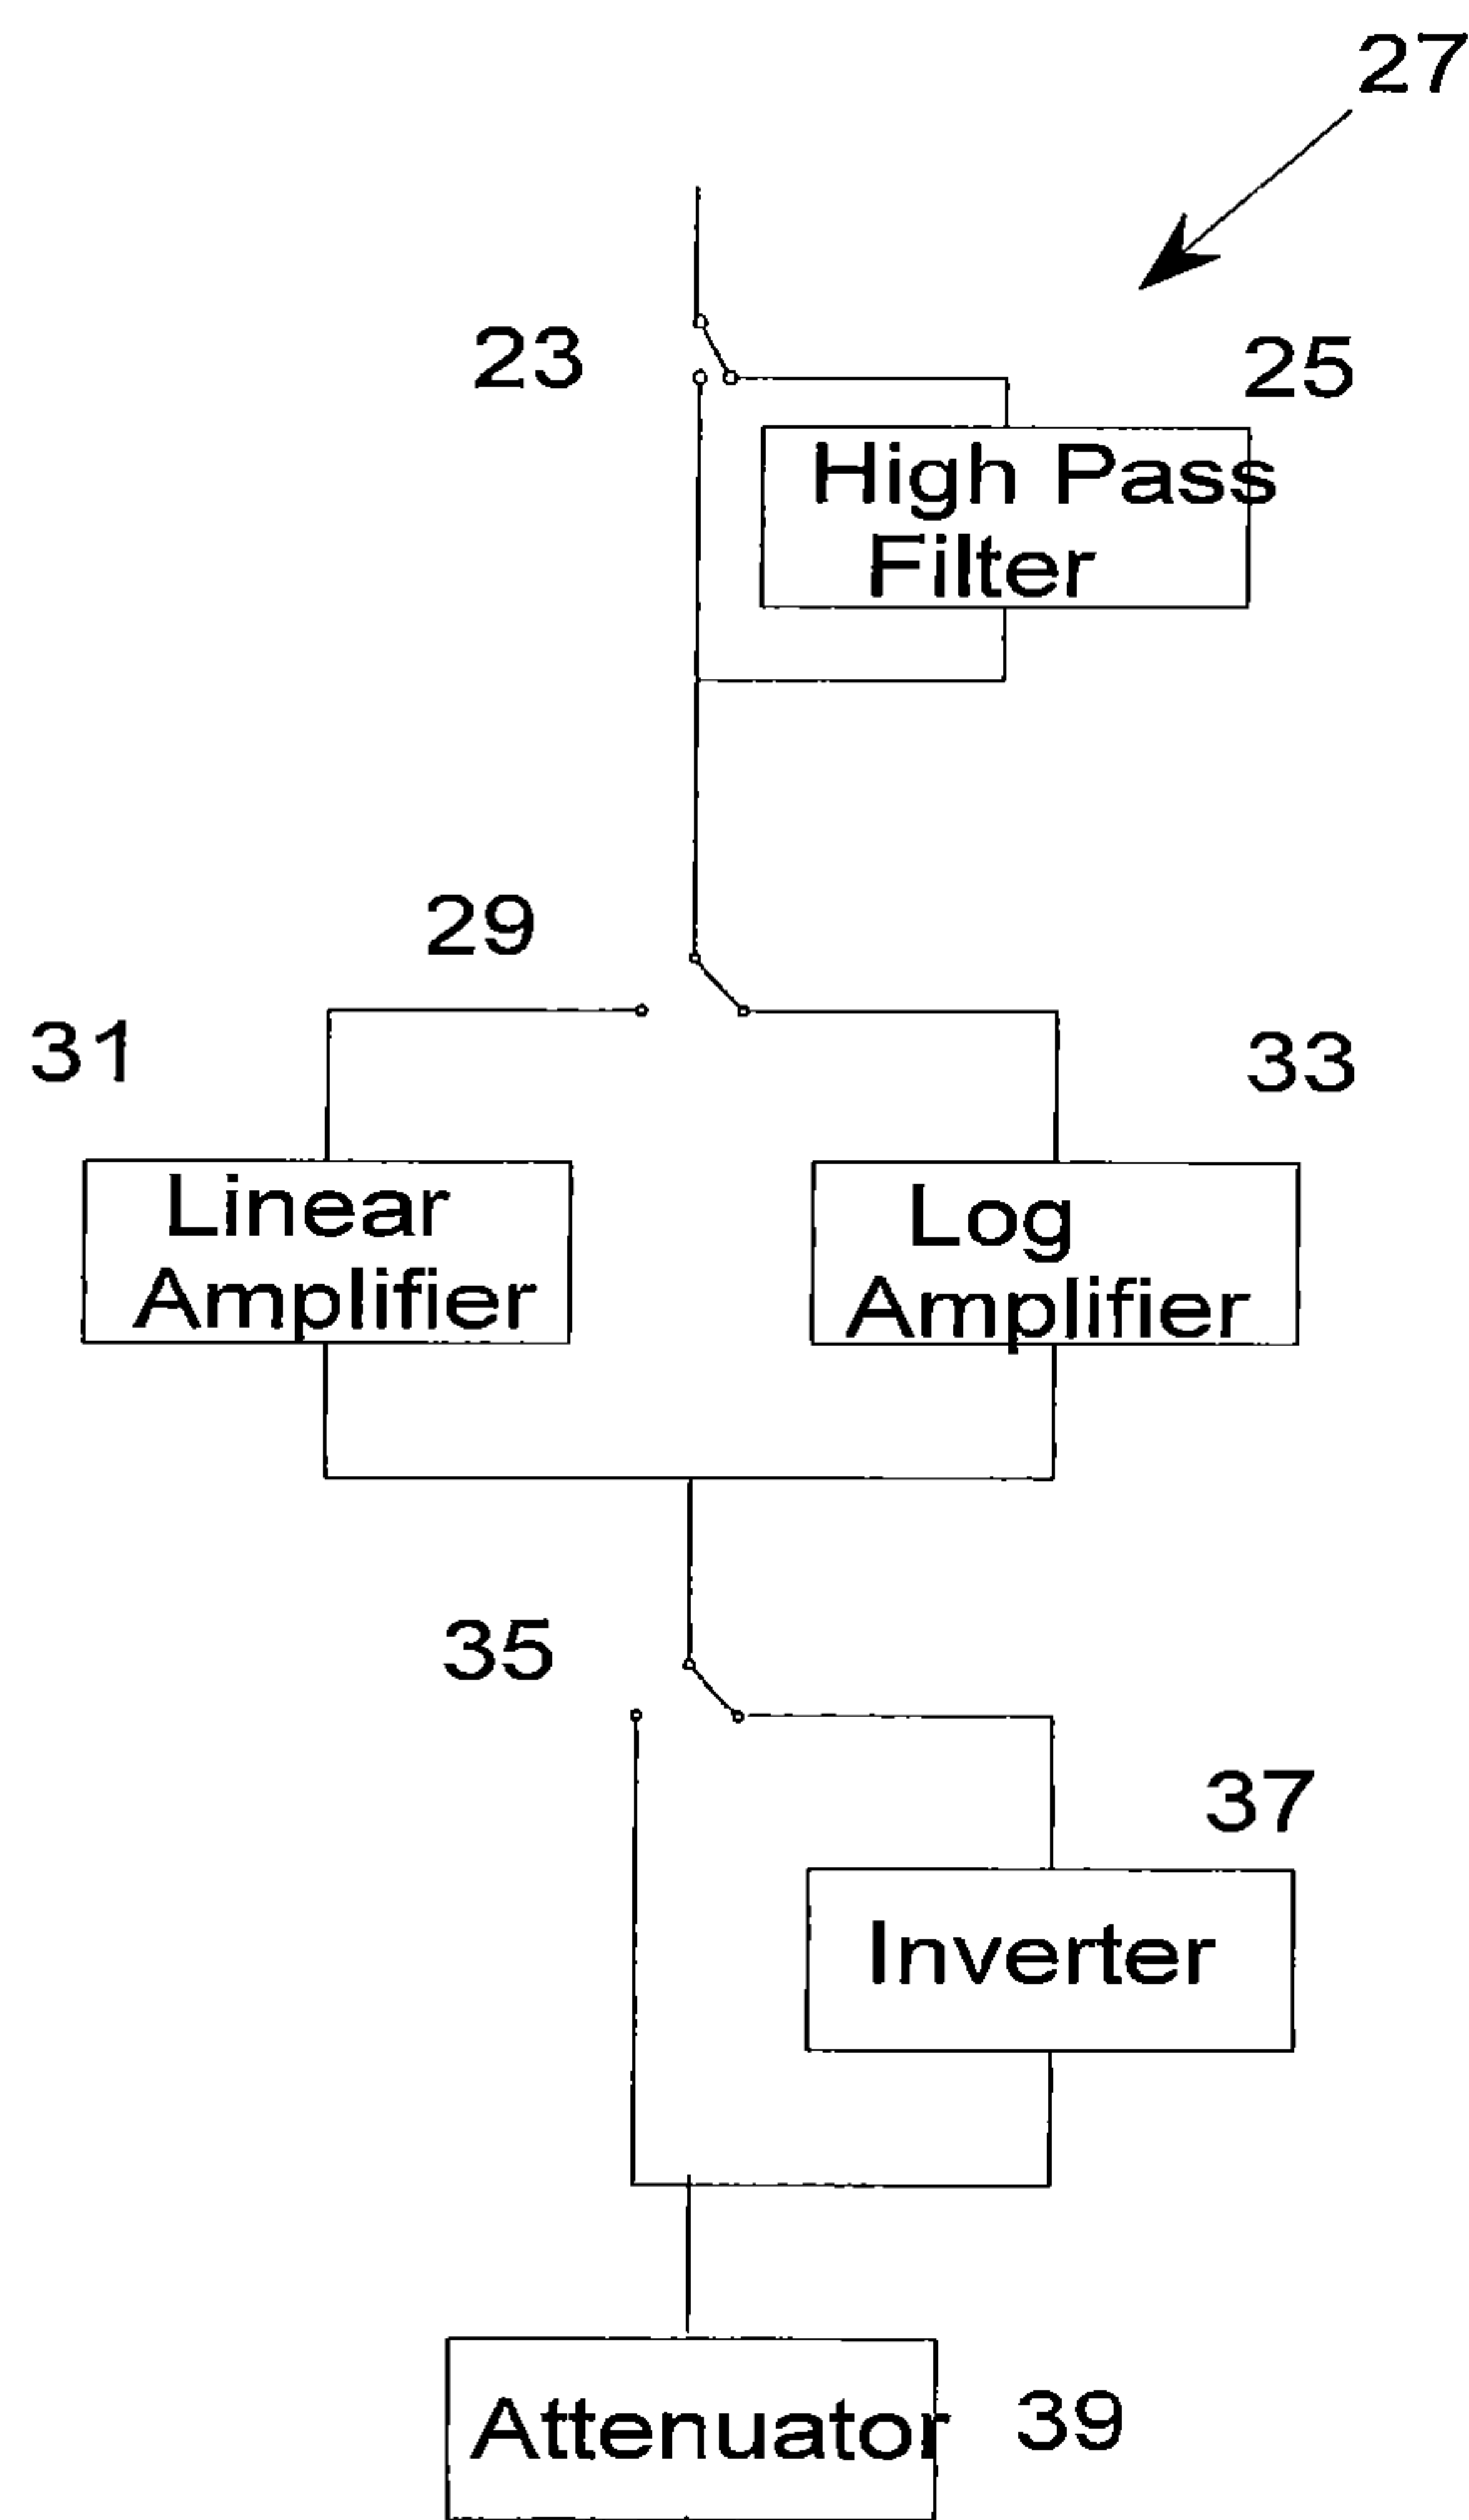 27
23
25
High Pass
Filter
29
31
33
Linear
Amplifier
Log
Amplifier
35
37
Inverter
Attenuator
39